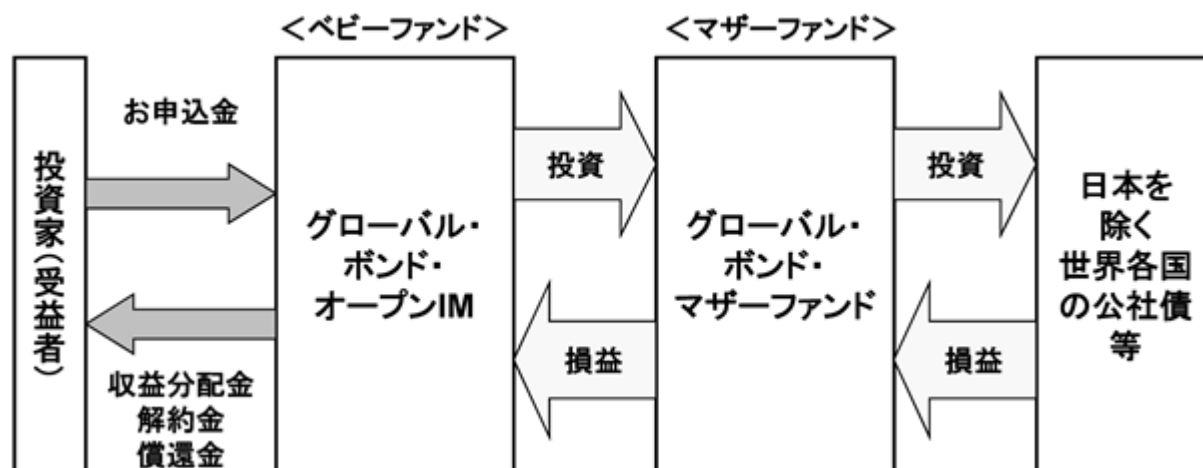 ＜ベビーファンド＞
＜マザーファンド＞
投資家（受益者）
お申込金
収益分配金
解約金
償還金
グローバル・
ボンド・
オープンIM
投資
損益
グローバル・
ボンド・
マザーファンド
投資
損益
日本を
除く
世界各国
の公社債
等